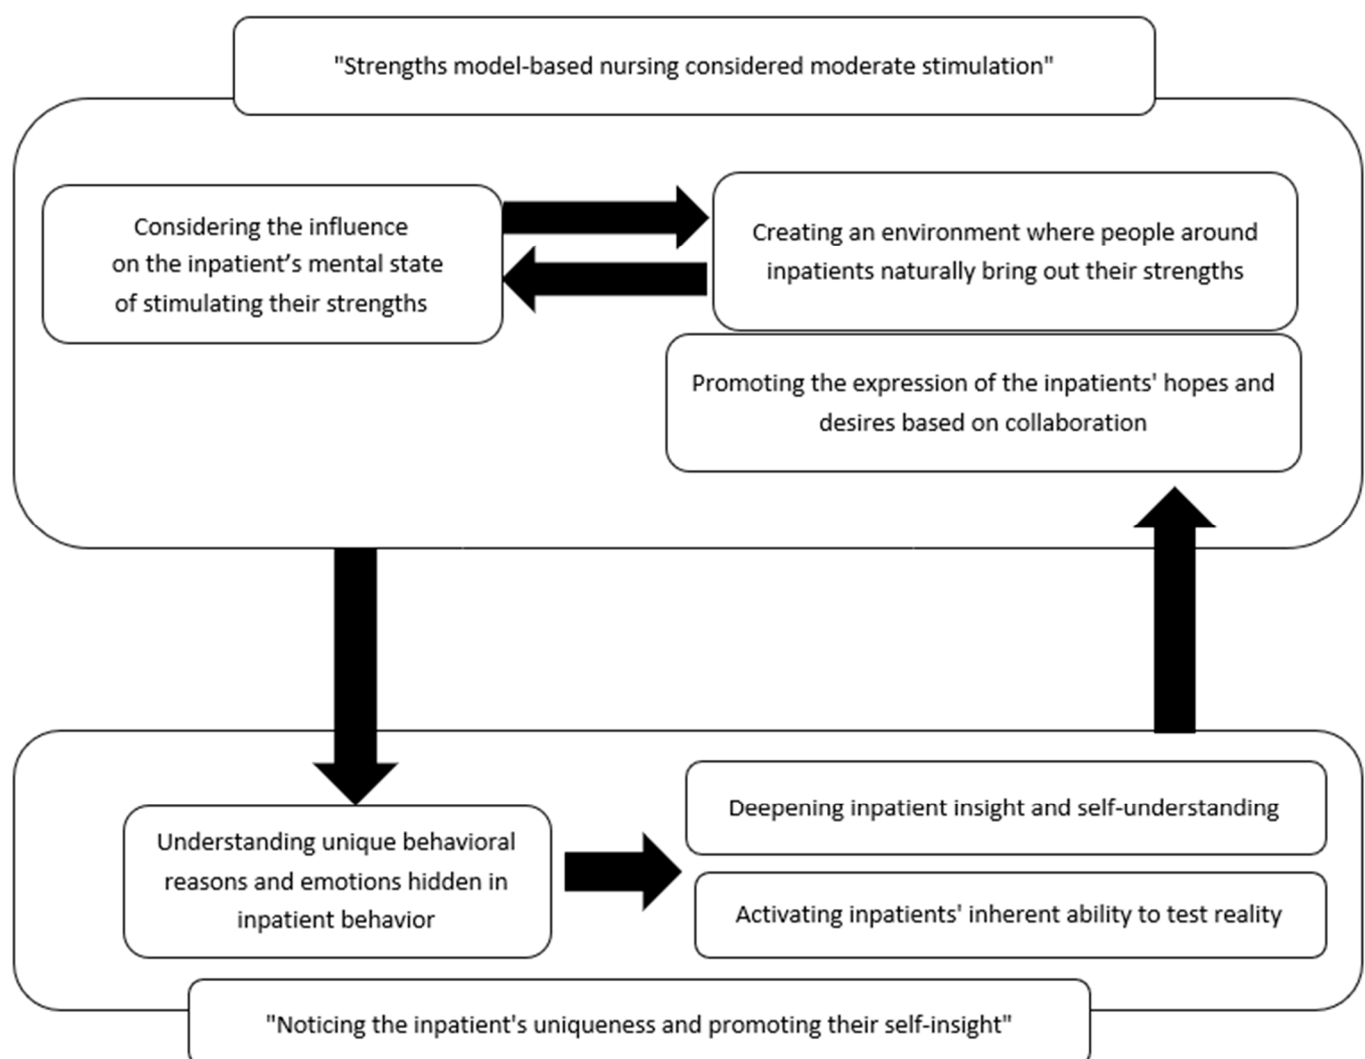 "Strengths model-based nursing considered moderate stimulation"
Considering the influence
on the inpatient’s mental state
of stimulating their strengths
Creating an environment where people around
inpatients naturally bring out their strengths
Promoting the expression of the inpatients' hopes and
desires based on collaboration
Understanding unique behavioral
reasons and emotions hidden in
inpatient behavior
Deepening inpatient insight and self-understanding
Activating inpatients' inherent ability to test reality
"Noticing the inpatient's uniqueness and promoting their self-insight"